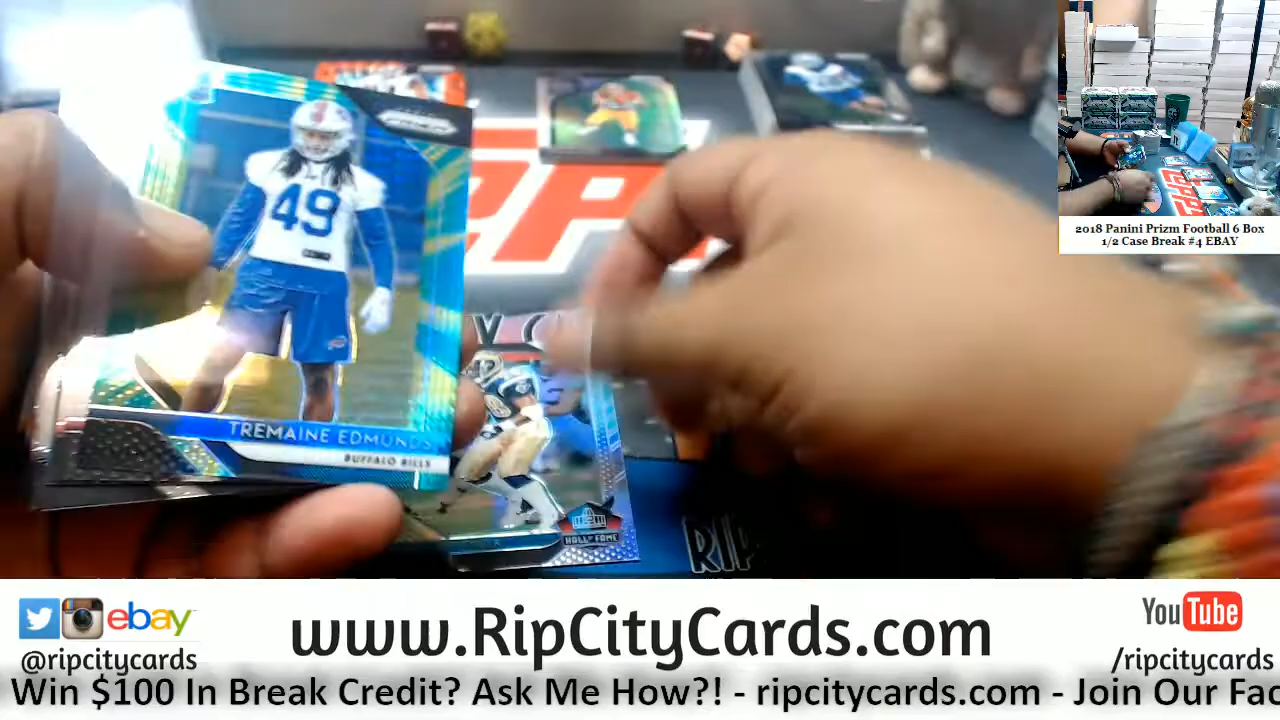 49
TREMAINE EDMUNDS
BUFFALO BILLS
HALL OF FAME
RIP
2018 Panini Prizm Football 6 Box
1/2 Case Break #4 EBAY
ebay
@ripcitycards
www.RipCityCards.com
YouTube
/ripcitycards
Win $100 In Break Credit? Ask Me How?! - ripcitycards.com - Join Our Fac